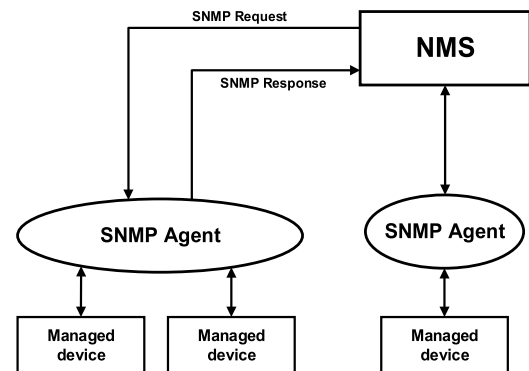 SNMP Request
NMS
SNMP Response
SNMP Agent
SNMP Agent
Managed
device
Managed
device
Managed
device